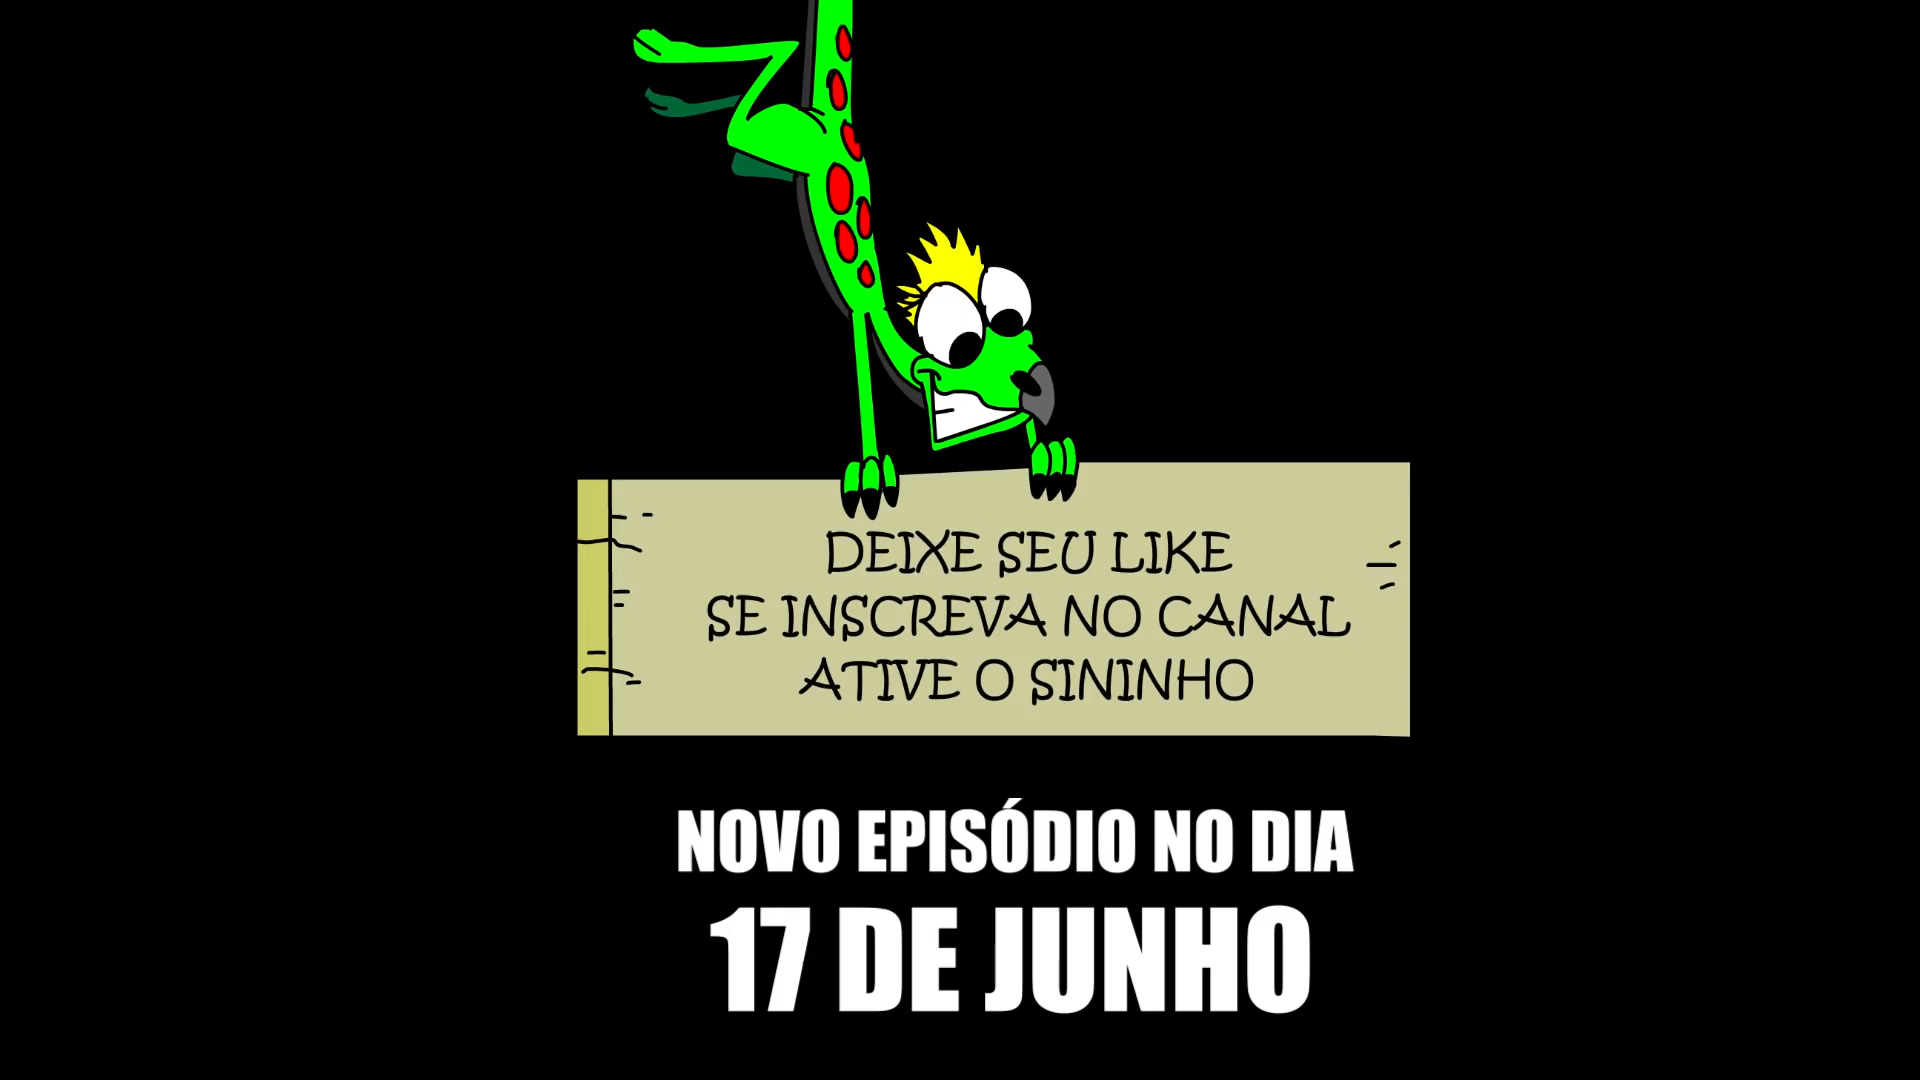 DEIXE SEU LIKE
SE INSCREVA NO CANAL
ATIVE O SININHO
NOVO EPISÓDIO NO DIA
17 DE JUNHO